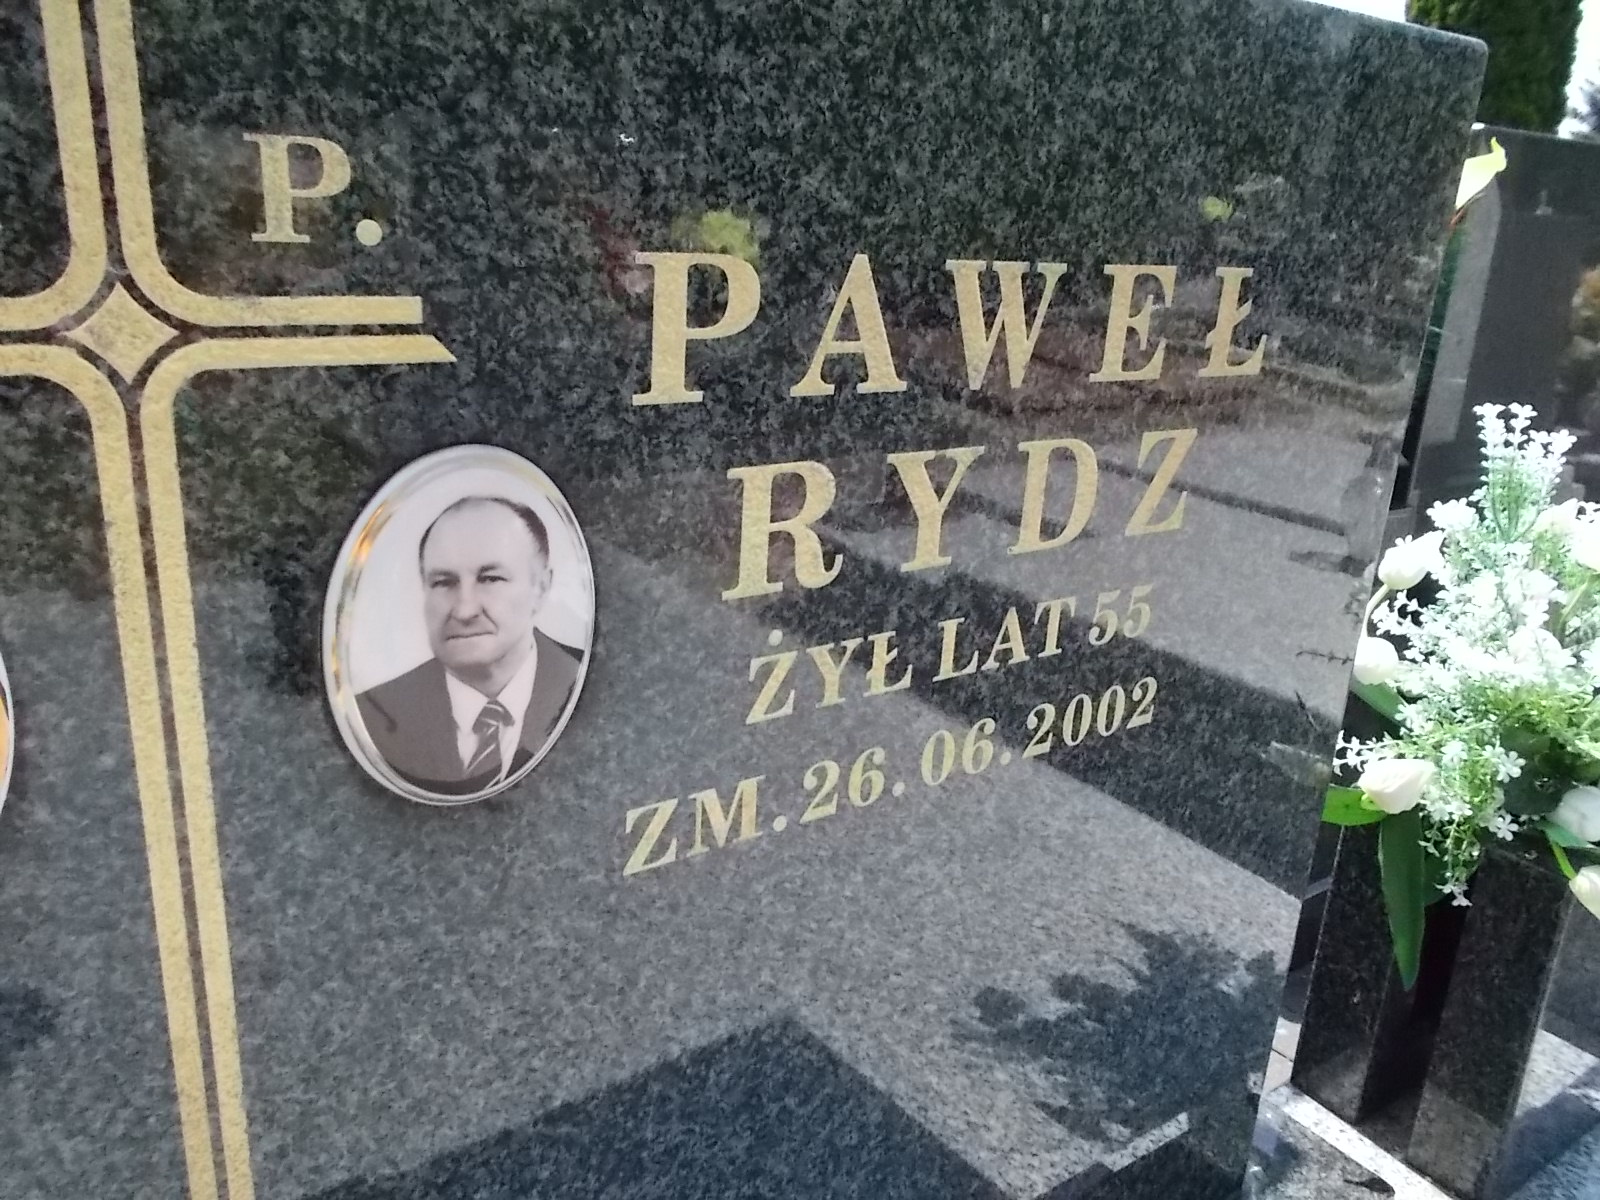 P.
PAWEŁ
RYDZ
ŻYŁ LAT 55
ZM. 26.06.2002